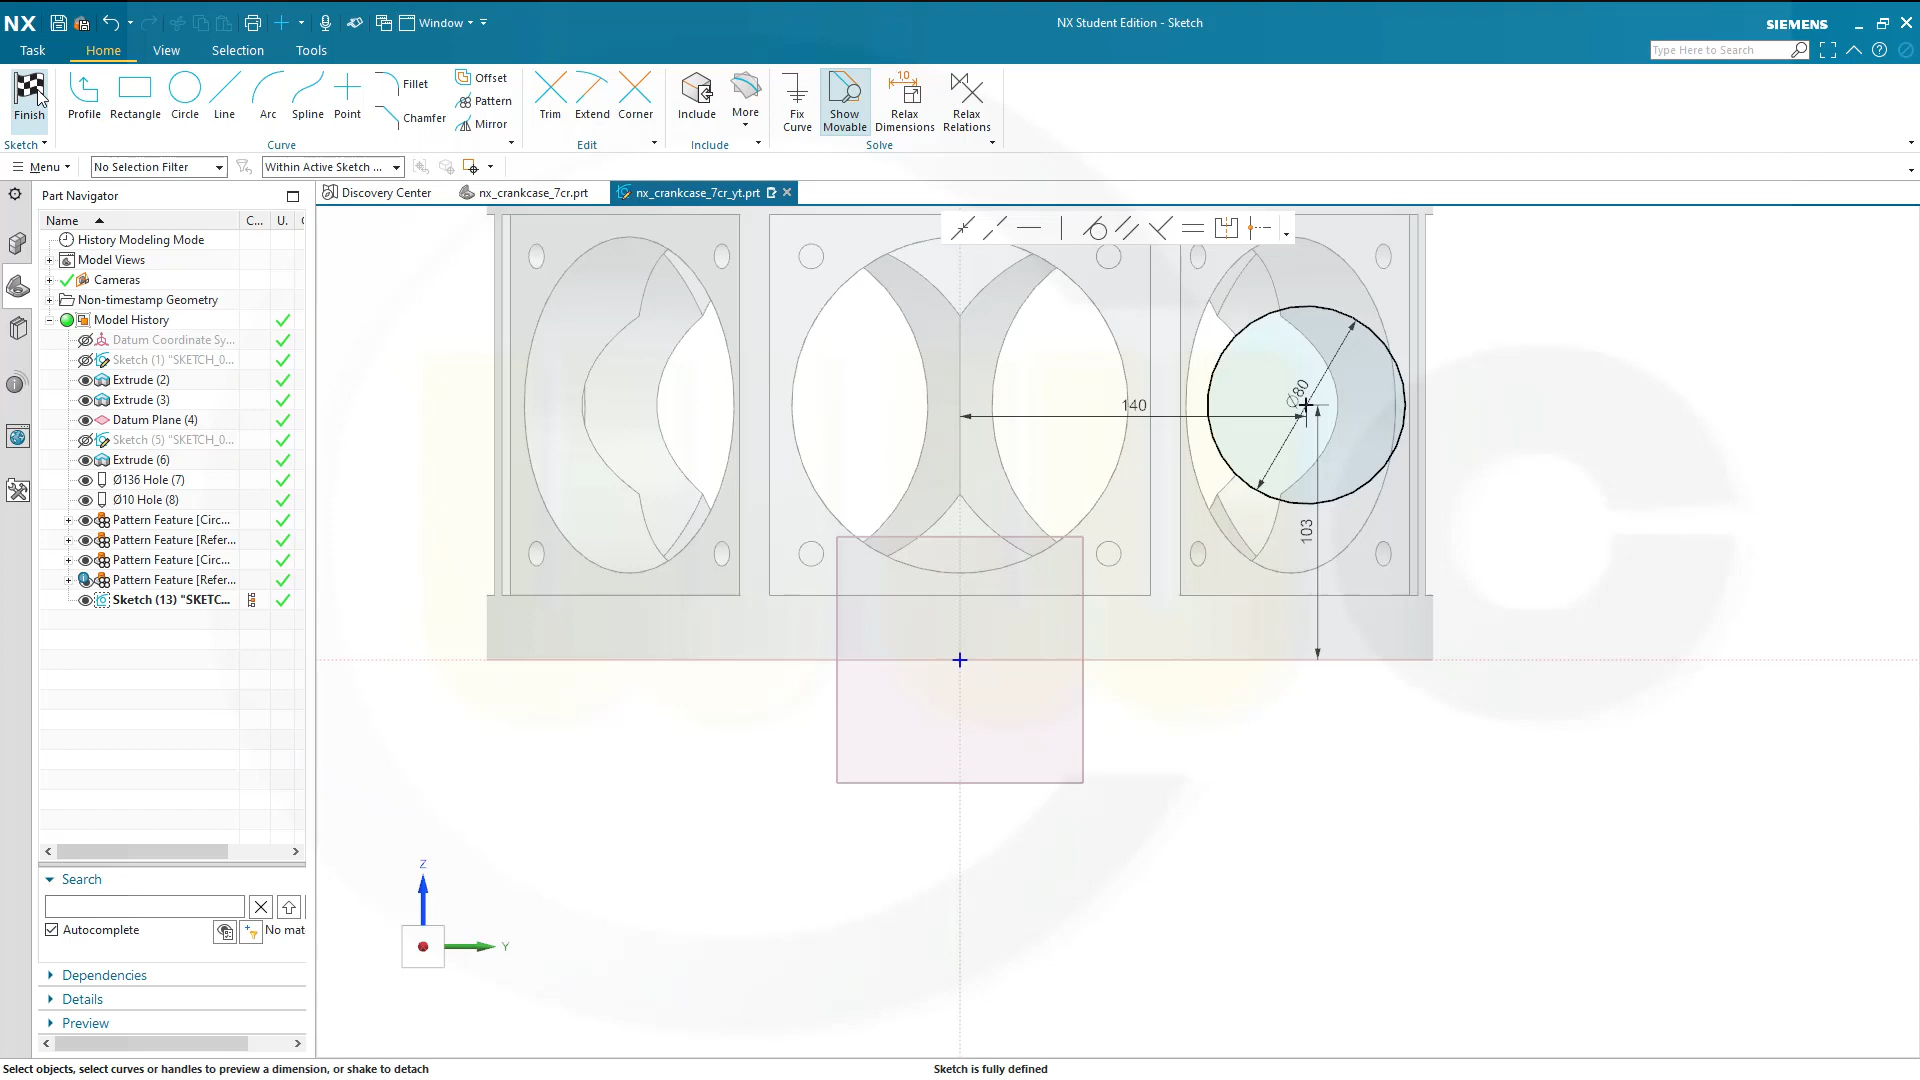 NX
Window
NX Student Edition - Sketch
SIEMENS
Task
Home
View
Selection
Tools
Type Here to Search
Finish
Profile
Rectangle
Circle
Line
Arc
Spline
Point
Fillet
Chamfer
Offset
Pattern
Mirror
Trim
Extend
Corner
Include
More
Fix Curve
Show Movable
1,0
Relax Dimensions
Relax Relations
Sketch
Curve
Edit
Include
Solve
Menu
No Selection Filter
Within Active Sketch ...
Part Navigator
Discovery Center
nx_crankcase_7cr.prt
nx_crankcase_7cr_yt.prt
Name
C...
U.
History Modeling Mode
Model Views
Cameras
Non-timestamp Geometry
Model History
Datum Coordinate Sy...
Sketch (1) "SKETCH_0...
Extrude (2)
Extrude (3)
Datum Plane (4)
Sketch (5) "SKETCH_0...
Extrude (6)
Ø136 Hole (7)
Ø10 Hole (8)
Pattern Feature [Circ...
Pattern Feature [Refer...
Pattern Feature [Circ...
Pattern Feature [Refer...
Sketch (13) "SKETC...
140
Ø80
103
Z
Y
Search
Autocomplete
No mat
Dependencies
Details
Preview
Select objects, select curves or handles to preview a dimension, or shake to detach
Sketch is fully defined